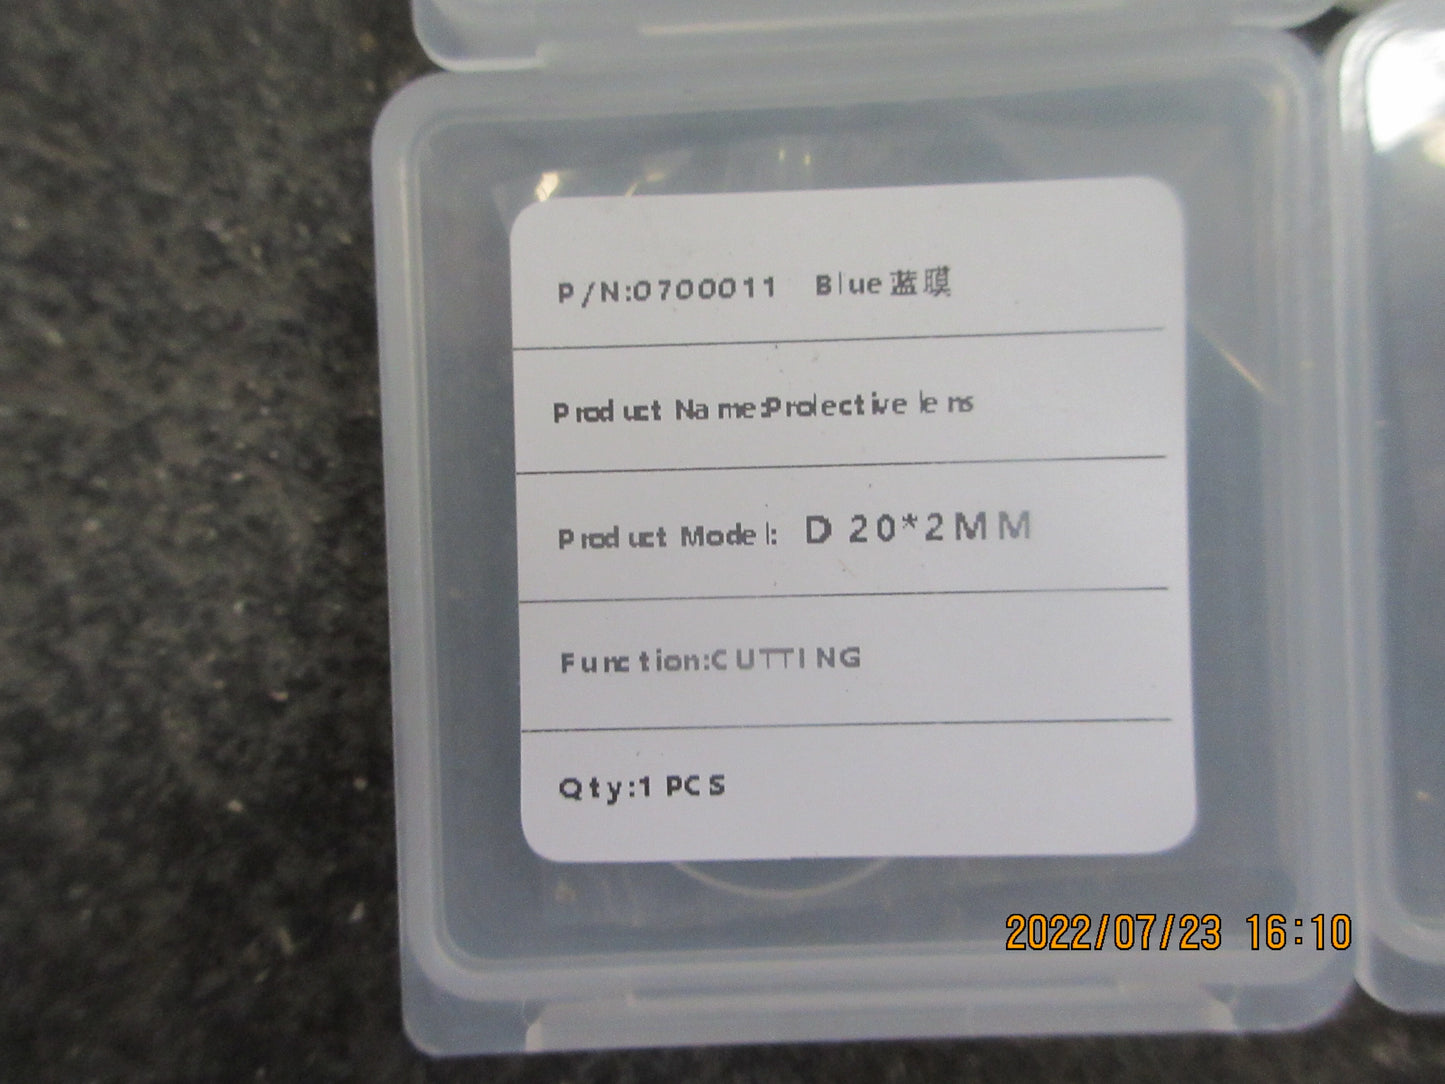 P/N:0700011 Blue蓝膜
Product Name:Protective lens
Product Model: D 20*2MM
Function:CUTTING
Qty:1 PCS
2022/07/23 16:10